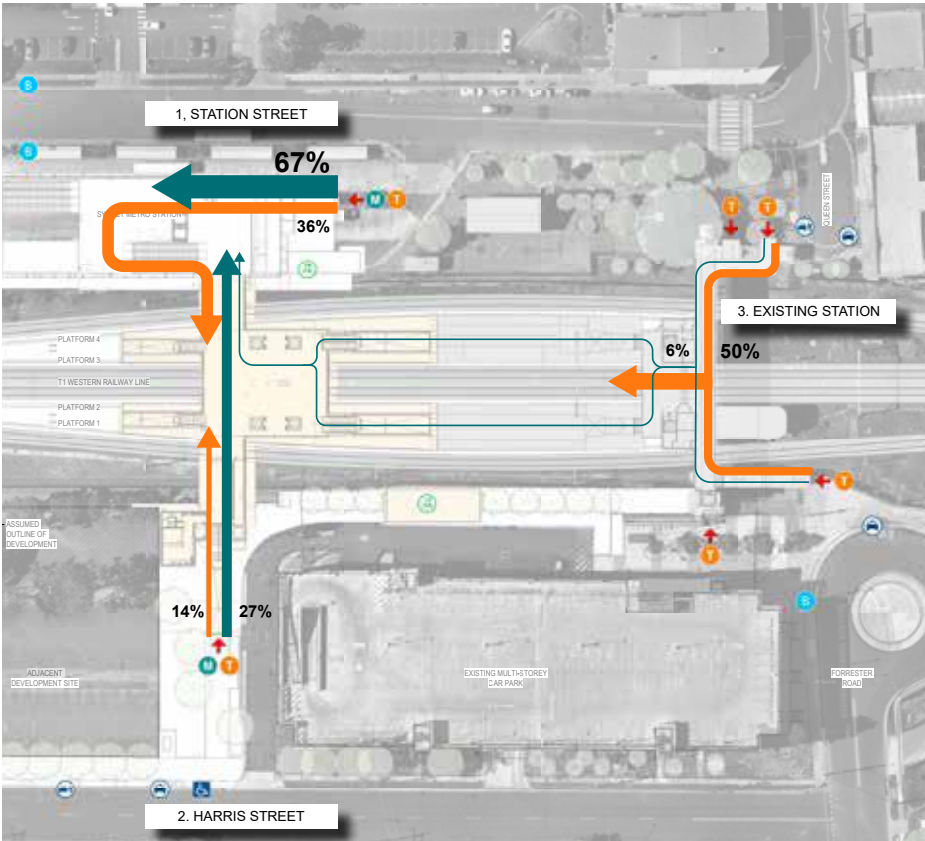 B
1, STATION STREET
B
67%
M T
36%
SYDNEY METRO STATION
T T
QUEEN STREET
3. EXISTING STATION
PLATFORM 4
PLATFORM 3
6% 50%
T1 WESTERN RAILWAY LINE
PLATFORM 2
PLATFORM 1
T
ASSUMED
OUTLINE OF
DEVELOPMENT
T
B
14% 27%
M T
ADJACENT
DEVELOPMENT SITE
EXISTING MULTI-STOREY
CAR PARK
FORRESTER
ROAD
2. HARRIS STREET